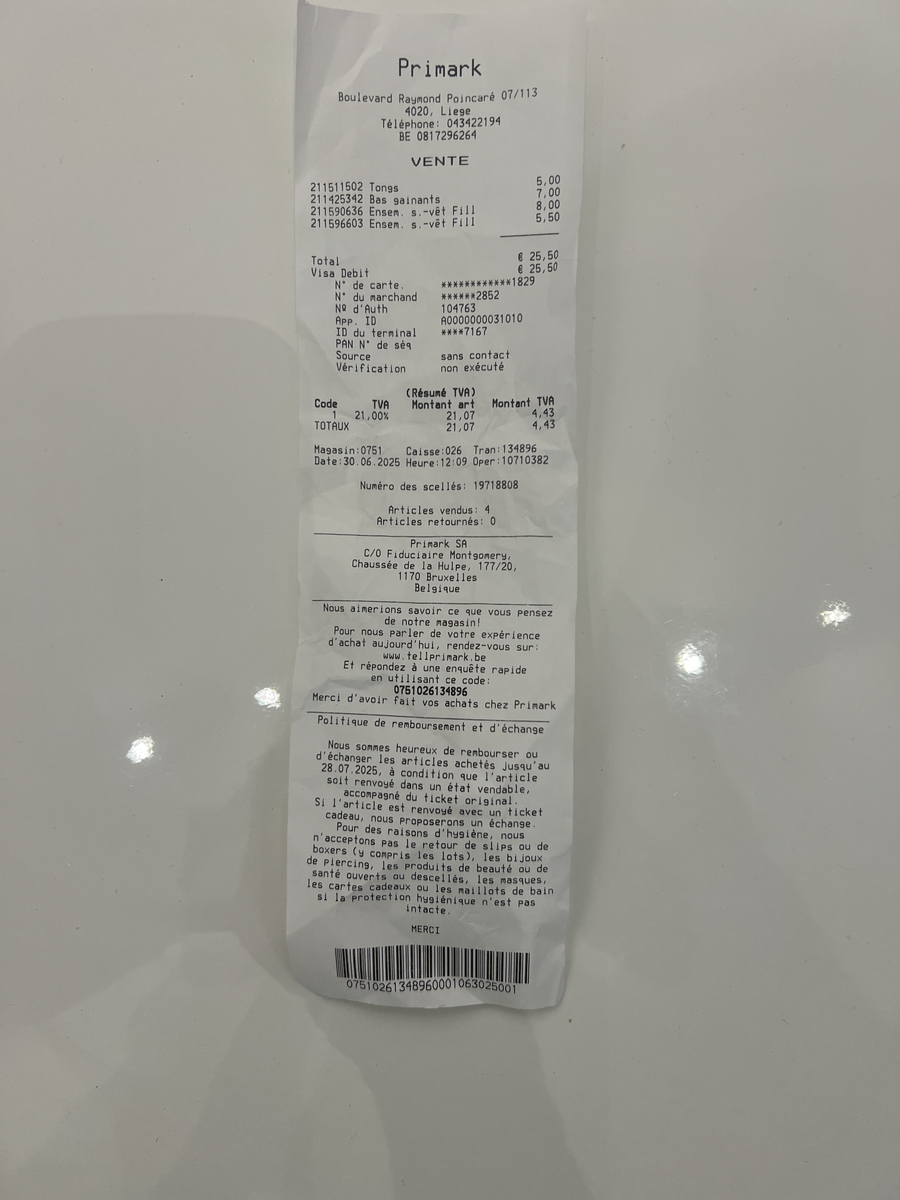 Primark
Boulevard Raymond Poincaré 07/113
4020, Liege
Téléphone: 043422194
BE 0817296264
VENTE
211511502 Tongs 5,00
211425342 Bas gainants 7,00
211590636 Ensem. s.-vêt Fill 8,00
211596603 Ensem. s.-vêt Fill 5,50
Total € 25,50
Visa Debit € 25,50
N° de carte. ************1829
N° du marchand ******2852
Nº d'Auth 104763
App. ID A0000000031010
ID du terminal ****7167
PAN N° de séq
Source sans contact
Vérification non exécuté
(Résumé TVA)
Code TVA Montant art Montant TVA
1 21,00% 21,07 4,43
TOTAUX 21,07 4,43
Magasin:0751 Caisse:026 Tran:134896
Date:30.06.2025 Heure:12:09 Oper:10710382
Numéro des scellés: 19718808
Articles vendus: 4
Articles retournés: 0
Primark SA
C/O Fiduciaire Montgomery,
Chaussée de la Hulpe, 177/20,
1170 Bruxelles
Belgique
Nous aimerions savoir ce que vous pensez
de notre magasin!
Pour nous parler de votre expérience
d'achat aujourd'hui, rendez-vous sur:
www.tellprimark.be
Et répondez à une enquête rapide
en utilisant ce code:
0751026134896
Merci d'avoir fait vos achats chez Primark
Politique de remboursement et d'échange
Nous sommes heureux de rembourser ou
d'échanger les articles achetés jusqu'au
28.07.2025, à condition que l'article
soit renvoyé dans un état vendable,
accompagné du ticket original.
Si l'article est renvoyé avec un ticket
cadeau, nous proposerons un échange.
Pour des raisons d'hygiène, nous
n'acceptons pas le retour de slips ou de
boxers (y compris les lots), les bijoux
de piercing, les produits de beauté ou de
santé ouverts ou descellés, les masques,
les cartes cadeaux ou les maillots de bain
si la protection hygiénique n'est pas
intacte.
MERCI
07510261348960001063025001